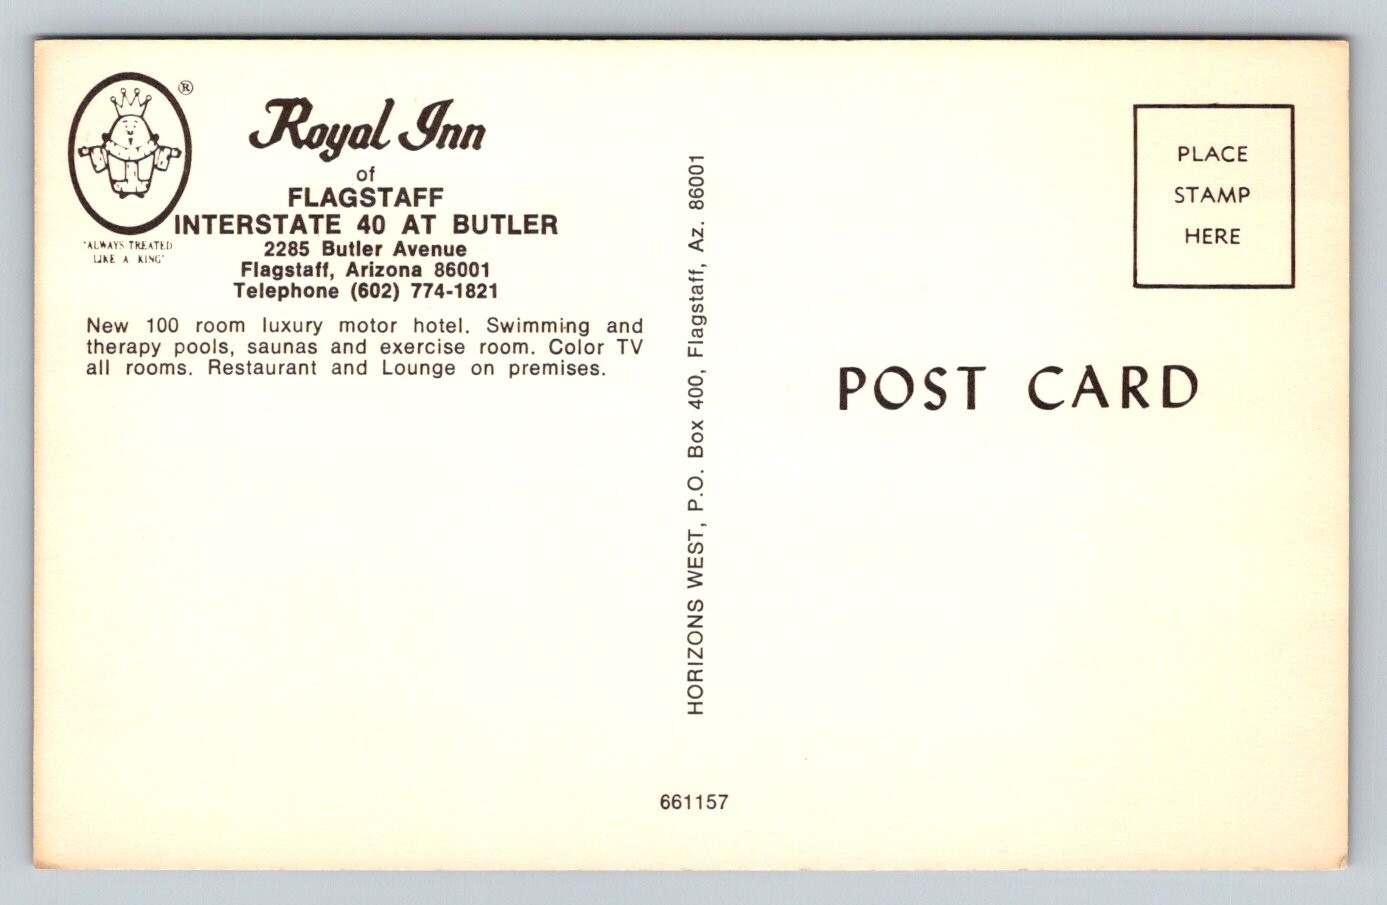 ®
Royal Inn
of
FLAGSTAFF
INTERSTATE 40 AT BUTLER
2285 Butler Avenue
Flagstaff, Arizona 86001
Telephone (602) 774-1821
"ALWAYS TREATED
LIKE A KING"
New 100 room luxury motor hotel. Swimming and
therapy pools, saunas and exercise room. Color TV
all rooms. Restaurant and Lounge on premises.
HORIZONS WEST, P.O. Box 400, Flagstaff, Az. 86001
661157
PLACE
STAMP
HERE
POST CARD